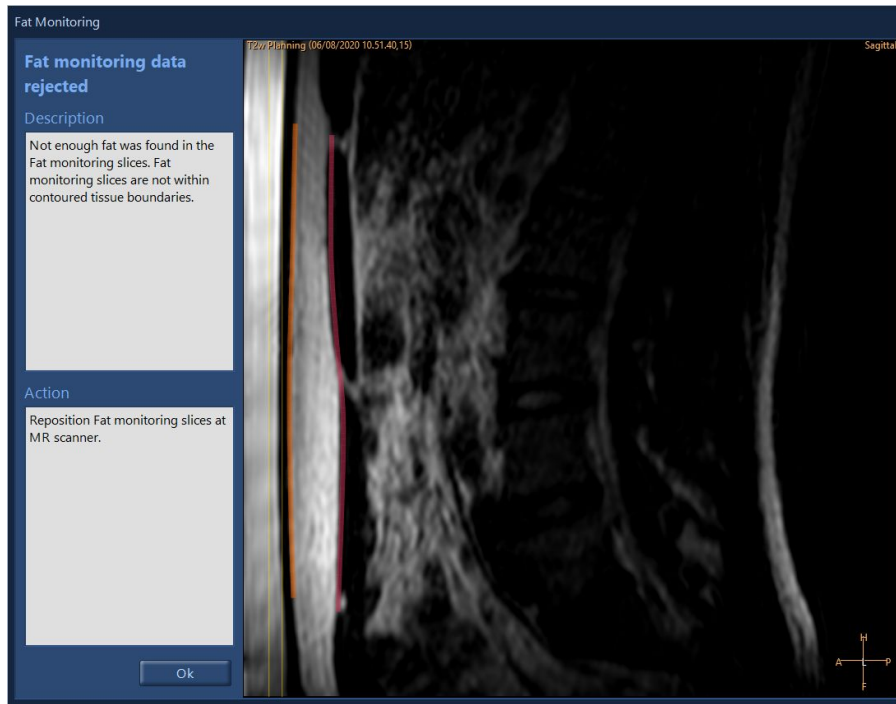 Fat Monitoring
Fat monitoring data
rejected
Description
Not enough fat was found in the
Fat monitoring slices. Fat
monitoring slices are not within
contoured tissue boundaries.
Action
Reposition Fat monitoring slices at
MR scanner.
Ok
T2w Planning (06/08/2020 10.51.40,15)
Sagittal
H
A L P
F